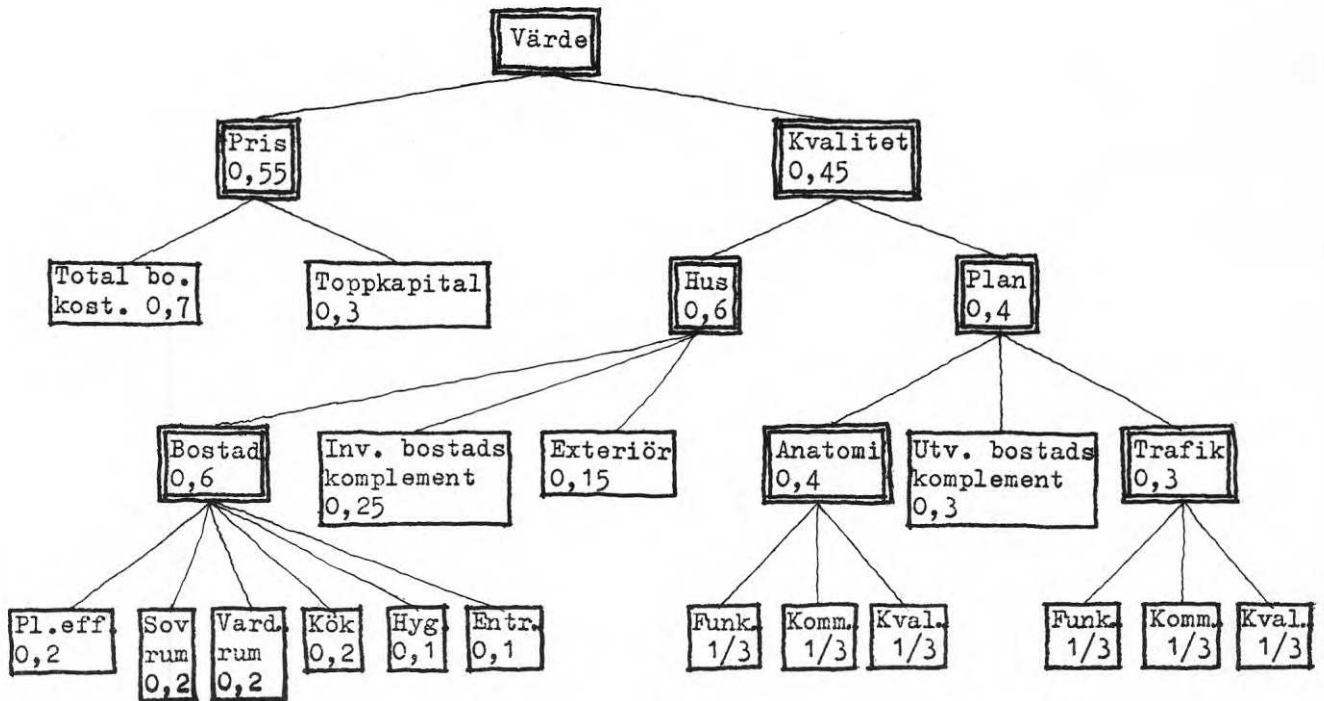 Värde
Pris
0,55
Kvalitet
0,45
Total bo.
kost. 0,7
Toppkapital
0,3
Hus
0,6
Plan
0,4
Bostad
0,6
Inv. bostads
komplement
0,25
Exteriör
0,15
Anatomi
0,4
Utv. bostads
komplement
0,3
Trafik
0,3
Pl.eff.
0,2
Sov
rum
0,2
Vard.
rum
0,2
Kök
0,2
Hyg.
0,1
Entr.
0,1
Funk.
1/3
Komm.
1/3
Kval.
1/3
Funk.
1/3
Komm.
1/3
Kval.
1/3